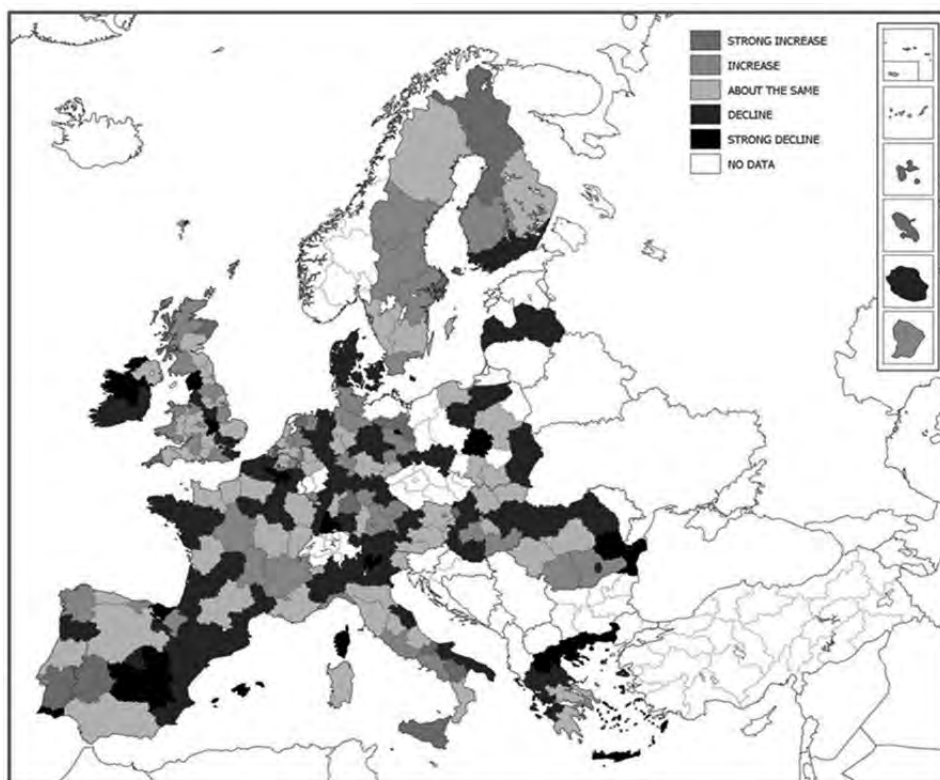 STRONG INCREASE
INCREASE
ABOUT THE SAME
DECLINE
STRONG DECLINE
NO DATA